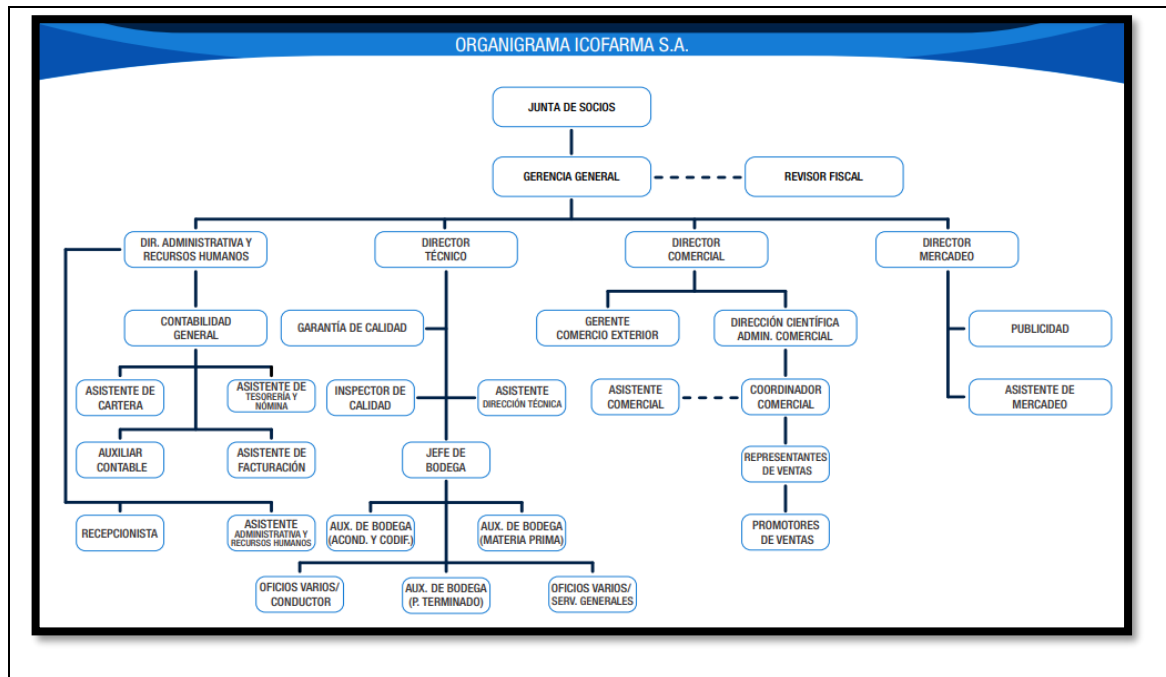 ORGANIGRAMA ICOFARMA S.A.
JUNTA DE SOCIOS
GERENCIA GENERAL
REVISOR FISCAL
DIR. ADMINISTRATIVA Y
RECURSOS HUMANOS
DIRECTOR
TÉCNICO
DIRECTOR
COMERCIAL
DIRECTOR
MERCADEO
CONTABILIDAD
GENERAL
GARANTÍA DE CALIDAD
GERENTE
COMERCIO EXTERIOR
DIRECCIÓN CIENTÍFICA
ADMIN. COMERCIAL
PUBLICIDAD
ASISTENTE DE
CARTERA
ASISTENTE DE
TESORERÍA Y
NÓMINA
INSPECTOR DE
CALIDAD
ASISTENTE
DIRECCIÓN TÉCNICA
ASISTENTE
COMERCIAL
COORDINADOR
COMERCIAL
ASISTENTE DE
MERCADEO
AUXILIAR
CONTABLE
ASISTENTE DE
FACTURACIÓN
JEFE DE
BODEGA
REPRESENTANTES
DE VENTAS
RECEPCIONISTA
ASISTENTE
ADMINISTRATIVA Y
RECURSOS HUMANOS
AUX. DE BODEGA
(ACOND. Y CODIF.)
AUX. DE BODEGA
(MATERIA PRIMA)
PROMOTORES
DE VENTAS
OFICIOS VARIOS/
CONDUCTOR
AUX. DE BODEGA
(P. TERMINADO)
OFICIOS VARIOS/
SERV. GENERALES